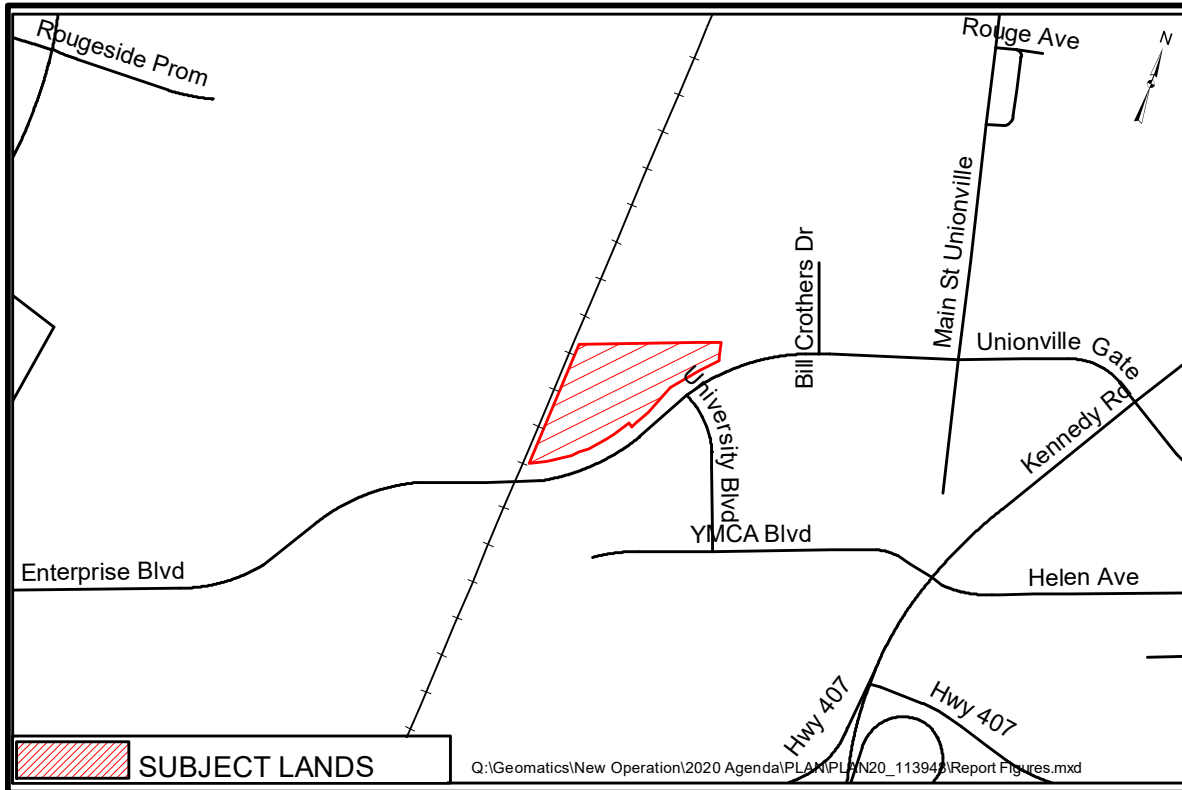 Rougeside Prom
Rouge Ave
N
Main St Unionville
Bill Crothers Dr
Unionville Gate
Kennedy Rd
University Blvd
YMCA Blvd
Enterprise Blvd
Helen Ave
Hwy 407
Hwy 407
SUBJECT LANDS
Q:\Geomatics\New Operation\2020 Agenda\PLAN\PLAN20_113948\Report Figures.mxd